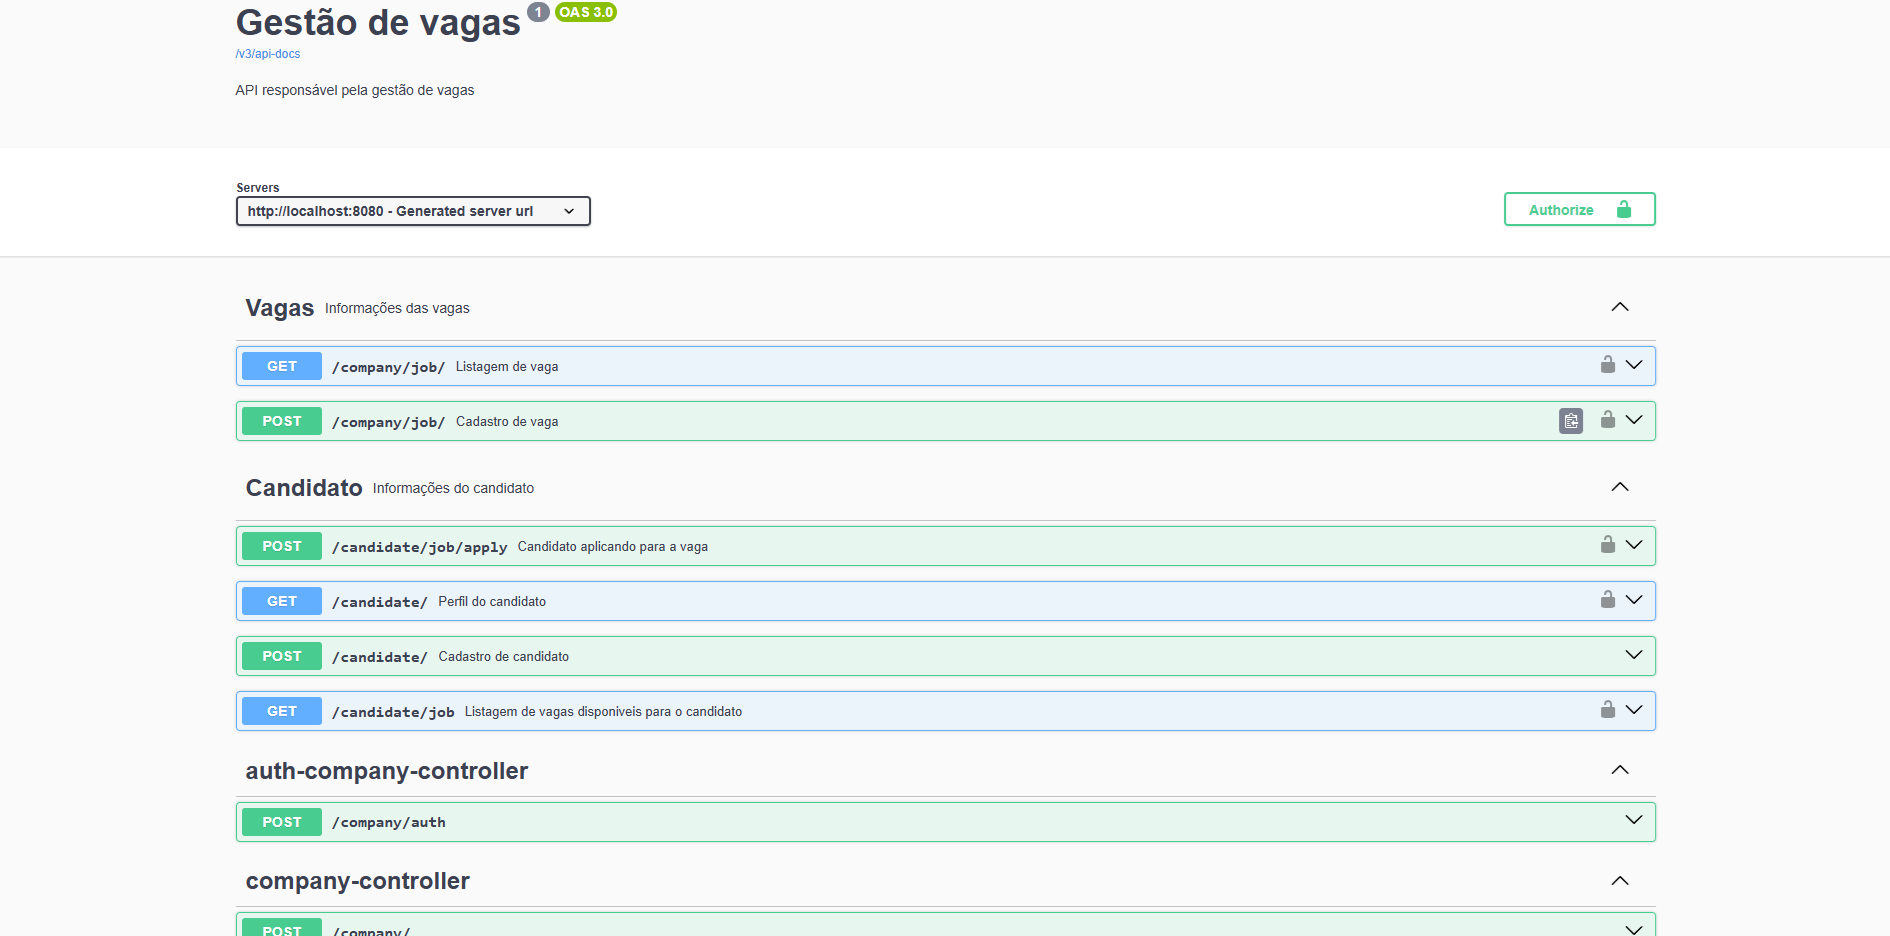 Gestão de vagas 1 OAS 3.0
/v3/api-docs
API responsável pela gestão de vagas
Servers
http://localhost:8080 - Generated server url
Authorize
Vagas Informações das vagas
GET /company/job/ Listagem de vaga
POST /company/job/ Cadastro de vaga
Candidato Informações do candidato
POST /candidate/job/apply Candidato aplicando para a vaga
GET /candidate/ Perfil do candidato
POST /candidate/ Cadastro de candidato
GET /candidate/job Listagem de vagas disponiveis para o candidato
auth-company-controller
POST /company/auth
company-controller
POST /company/